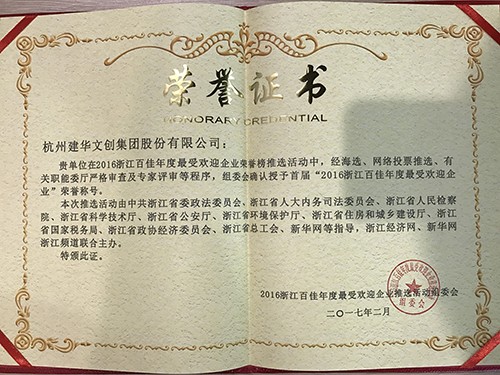 荣誉证书
HONORARY CREDENTIAL
杭州建华文创集团股份有限公司：
贵单位在2016浙江百佳年度最受欢迎企业荣誉榜推选活动中，经海选、网络投票推选、有
关职能委厅严格审查及专家评审等程序，组委会确认授予首届“2016浙江百佳年度最受欢迎企
业”荣誉称号。
本次推选活动由中共浙江省委政法委员会、浙江省人大内务司法委员会、浙江省人民检察
院、浙江省科学技术厅、浙江省公安厅、浙江省环境保护厅、浙江省住房和城乡建设厅、浙江
省国家税务局、浙江省政协经济委员会、浙江省总工会、新华网等指导，浙江经济网、新华网
浙江频道联合主办。
特颁此证。
2016浙江百佳年度最受欢迎企业推选活动组委会
二〇一七年二月
组委会